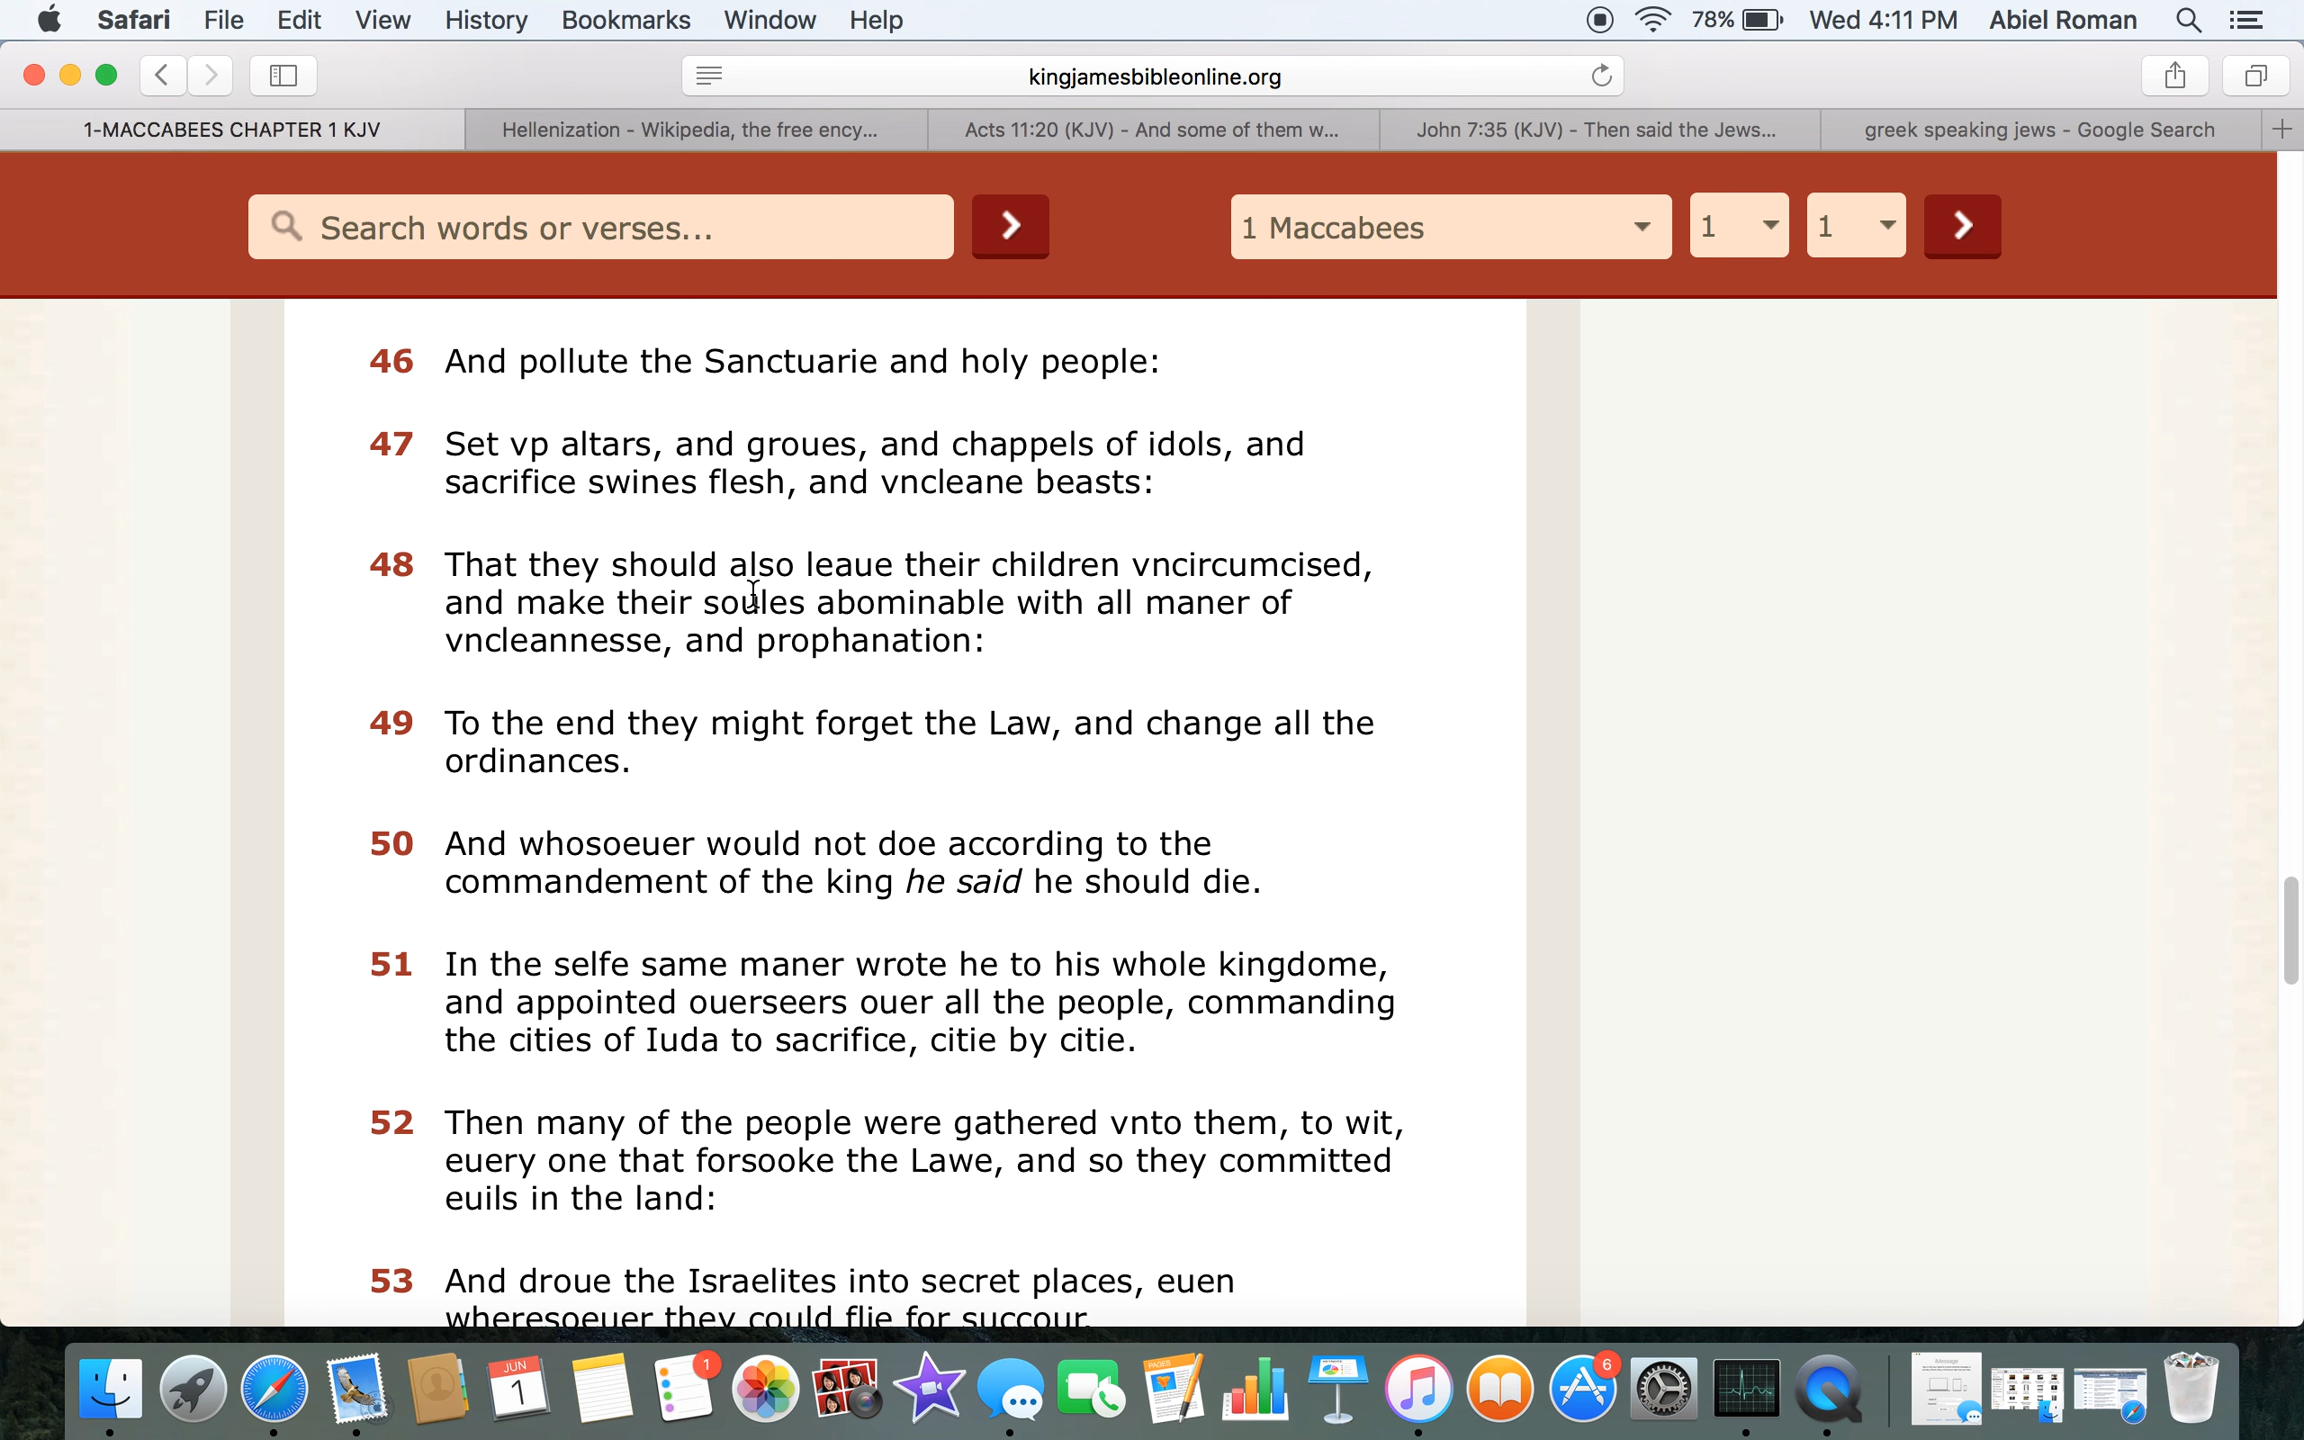 Safari File Edit View History Bookmarks Window Help 78% Wed 4:11 PM Abiel Roman
kingjamesbibleonline.org
1-MACCABEES CHAPTER 1 KJV Hellenization - Wikipedia, the free ency... Acts 11:20 (KJV) - And some of them w... John 7:35 (KJV) - Then said the Jews... greek speaking jews - Google Search
Search words or verses... 1 Maccabees 1 1
46 And pollute the Sanctuarie and holy people:
47 Set vp altars, and groues, and chappels of idols, and
sacrifice swines flesh, and vncleane beasts:
48 That they should also leaue their children vncircumcised,
and make their soules abominable with all maner of
vncleannesse, and prophanation:
49 To the end they might forget the Law, and change all the
ordinances.
50 And whosoeuer would not doe according to the
commandement of the king he said he should die.
51 In the selfe same maner wrote he to his whole kingdome,
and appointed ouerseers ouer all the people, commanding
the cities of Iuda to sacrifice, citie by citie.
52 Then many of the people were gathered vnto them, to wit,
euery one that forsooke the Lawe, and so they committed
euils in the land:
53 And droue the Israelites into secret places, euen
wheresoeuer they could flie for succour.
JUN
1
1
PAGES
6